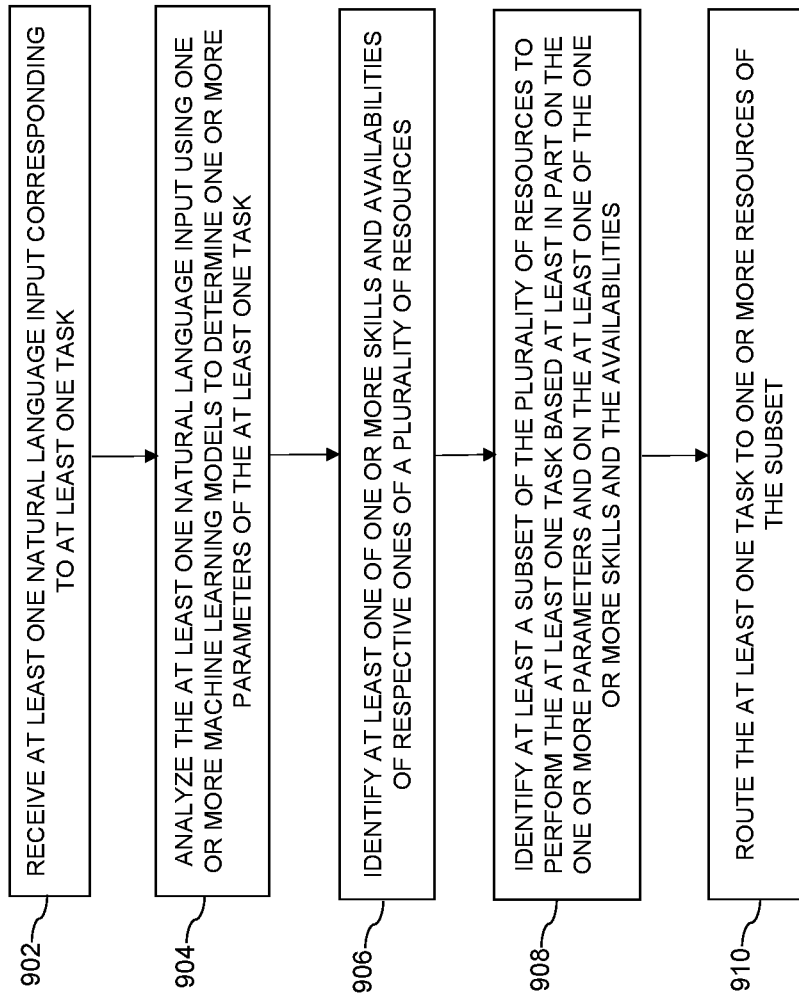 902
RECEIVE AT LEAST ONE NATURAL LANGUAGE INPUT CORRESPONDING
TO AT LEAST ONE TASK
904
ANALYZE THE AT LEAST ONE NATURAL LANGUAGE INPUT USING ONE
OR MORE MACHINE LEARNING MODELS TO DETERMINE ONE OR MORE
PARAMETERS OF THE AT LEAST ONE TASK
906
IDENTIFY AT LEAST ONE OF ONE OR MORE SKILLS AND AVAILABILITIES
OF RESPECTIVE ONES OF A PLURALITY OF RESOURCES
908
IDENTIFY AT LEAST A SUBSET OF THE PLURALITY OF RESOURCES TO
PERFORM THE AT LEAST ONE TASK BASED AT LEAST IN PART ON THE
ONE OR MORE PARAMETERS AND ON THE AT LEAST ONE OF THE ONE
OR MORE SKILLS AND THE AVAILABILITIES
910
ROUTE THE AT LEAST ONE TASK TO ONE OR MORE RESOURCES OF
THE SUBSET